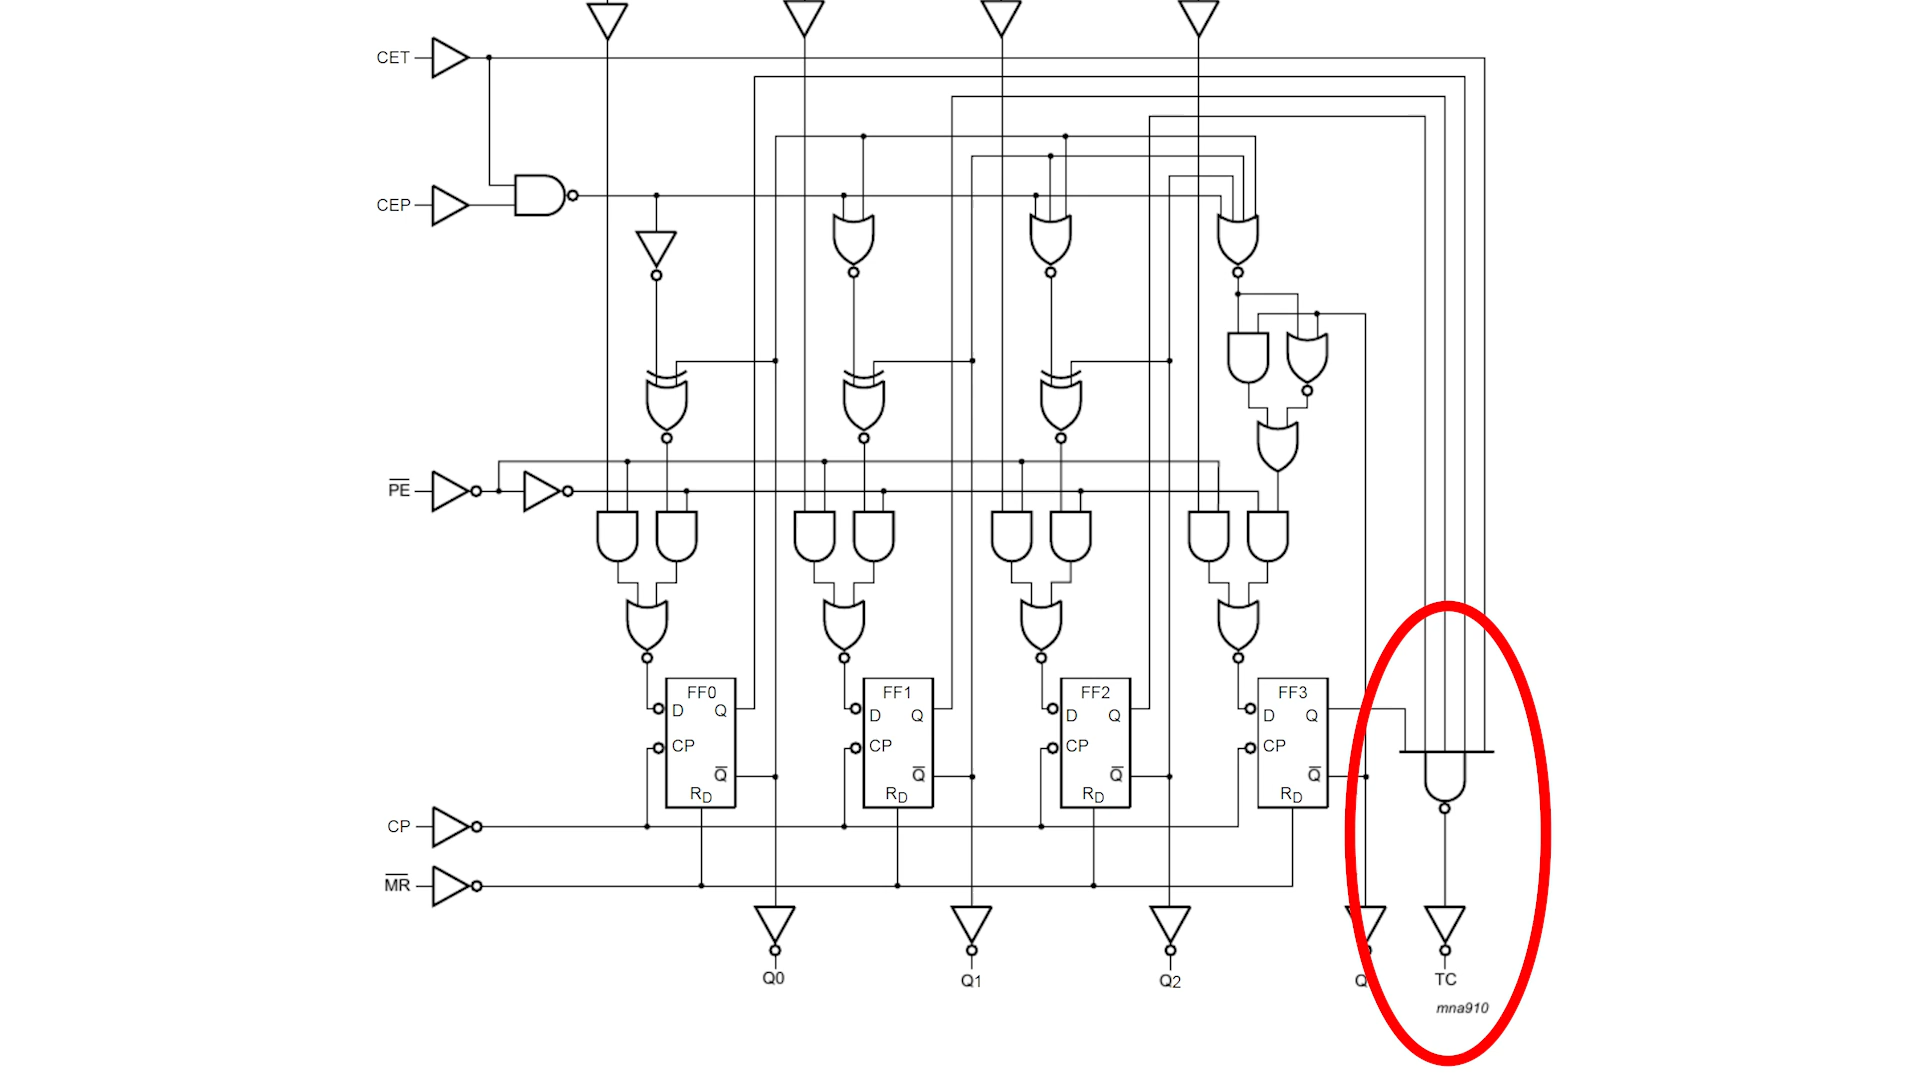 CET
CEP
PE
FF0 FF1 FF2 FF3
D Q D Q D Q D Q
CP CP CP CP
Q Q Q Q
RD RD RD RD
CP
MR
Q0 Q1 Q2 Q TC
mna910